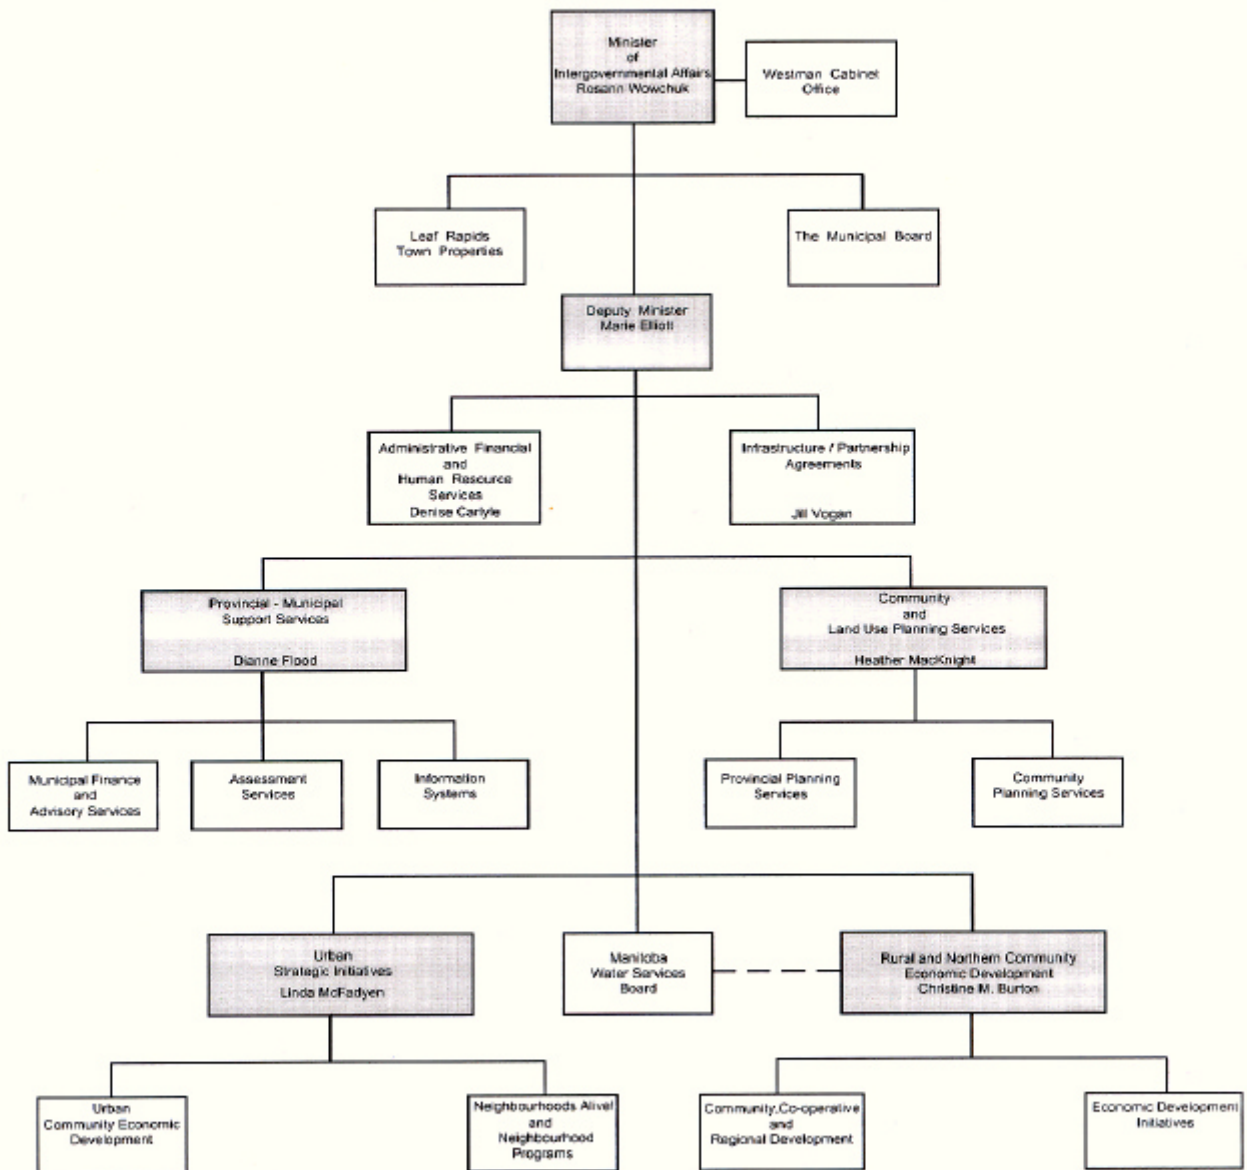 Minister
of
Intergovernmental Affairs
Rosann Wowchuk
Westman Cabinet
Office
Leaf Rapids
Town Properties
The Municipal Board
Deputy Minister
Marie Elliott
Administrative Financial
and
Human Resource
Services
Denise Carlyle
Infrastructure / Partnership
Agreements
Jill Vogan
Provincial - Municipal
Support Services
Dianne Flood
Community
and
Land Use Planning Services
Heather MacKnight
Municipal Finance
and
Advisory Services
Assessment
Services
Information
Systems
Provincial Planning
Services
Community
Planning Services
Urban
Strategic Initiatives
Linda McFadyen
Manitoba
Water Services
Board
Rural and Northern Community
Economic Development
Christine M. Burton
Urban
Community Economic
Development
Neighbourhoods Alive!
and
Neighbourhood
Programs
Community,Co-operative
and
Regional Development
Economic Development
Initiatives